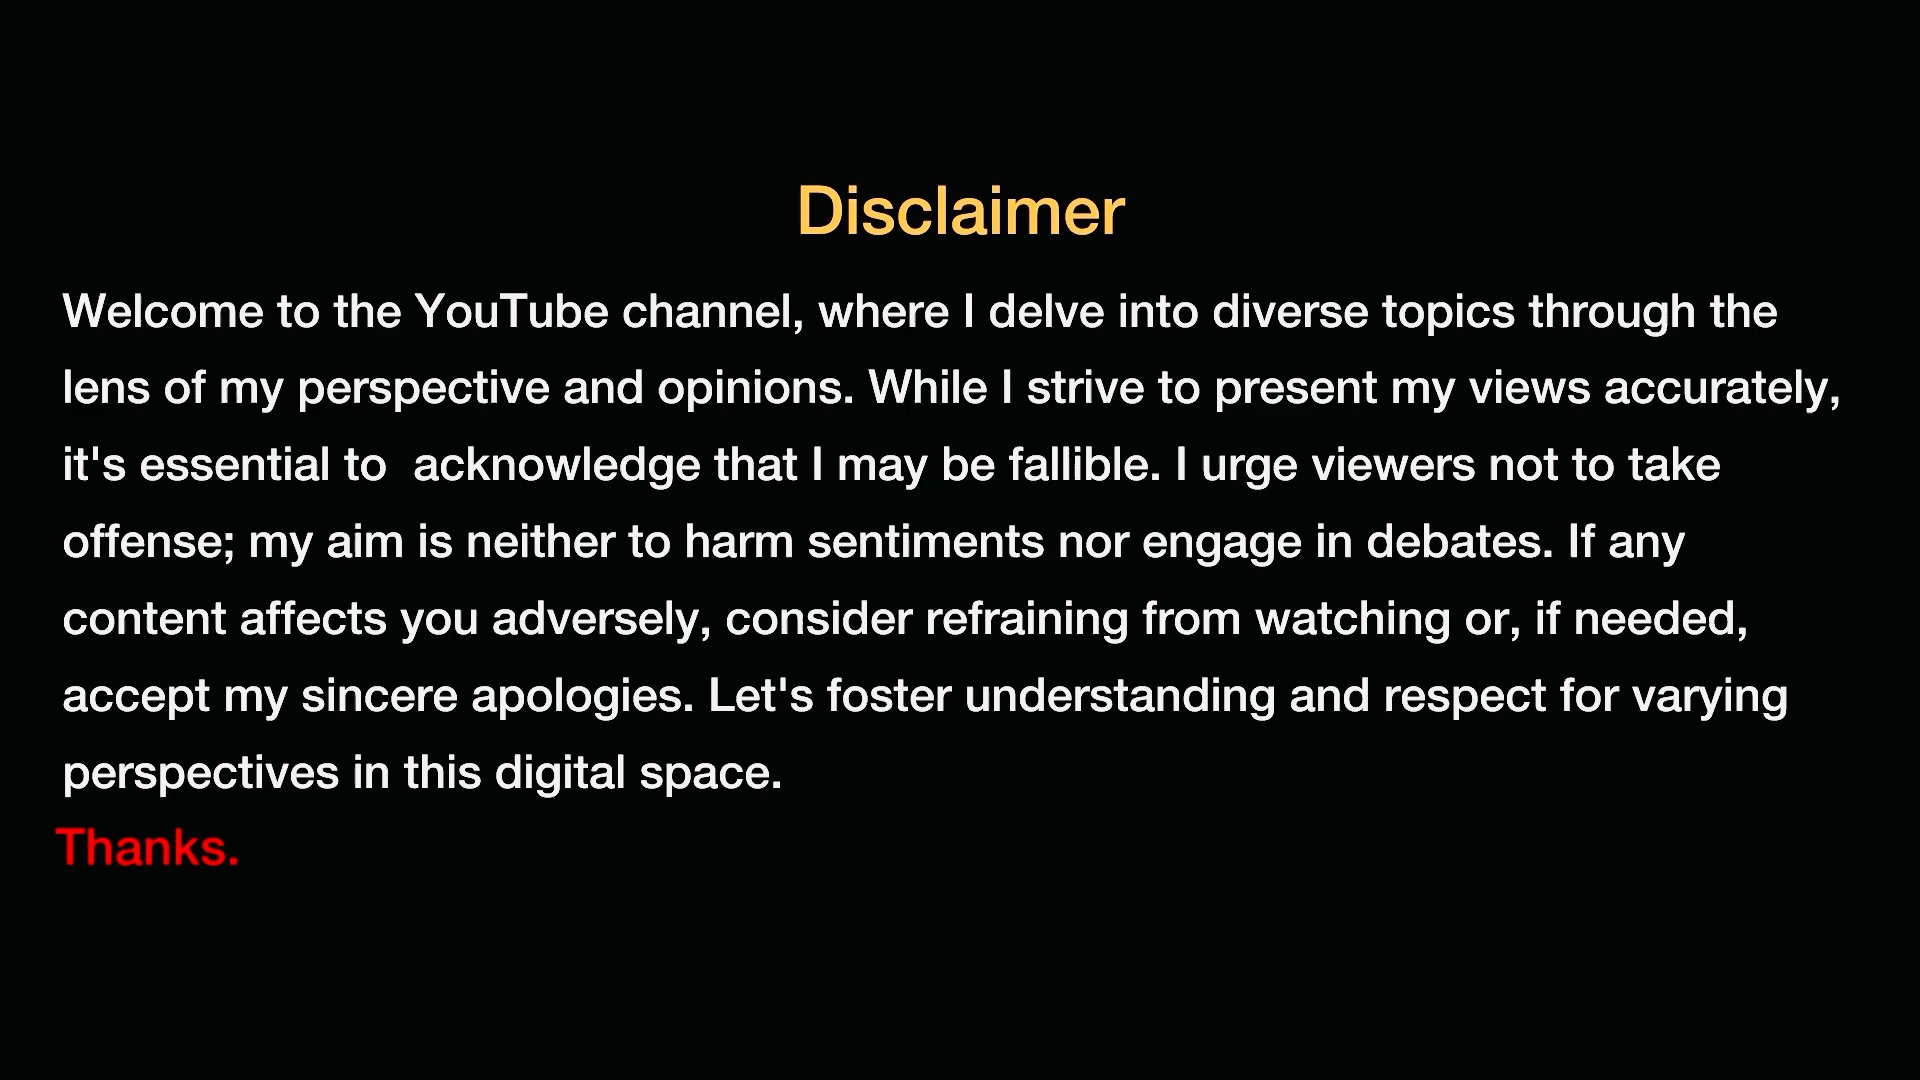 Disclaimer
Welcome to the YouTube channel, where I delve into diverse topics through the
lens of my perspective and opinions. While I strive to present my views accurately,
it's essential to  acknowledge that I may be fallible. I urge viewers not to take
offense; my aim is neither to harm sentiments nor engage in debates. If any
content affects you adversely, consider refraining from watching or, if needed,
accept my sincere apologies. Let's foster understanding and respect for varying
perspectives in this digital space.
Thanks.